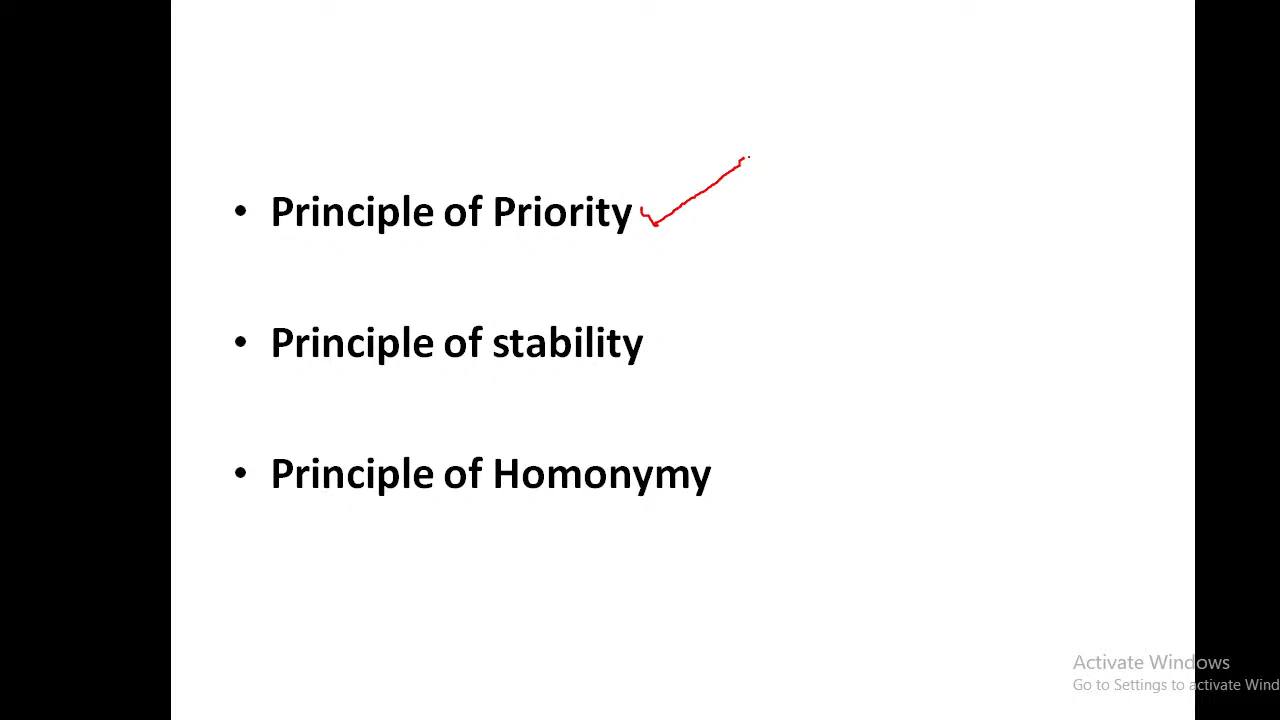 • Principle of Priority
• Principle of stability
• Principle of Homonymy
Activate Windows
Go to Settings to activate Wind